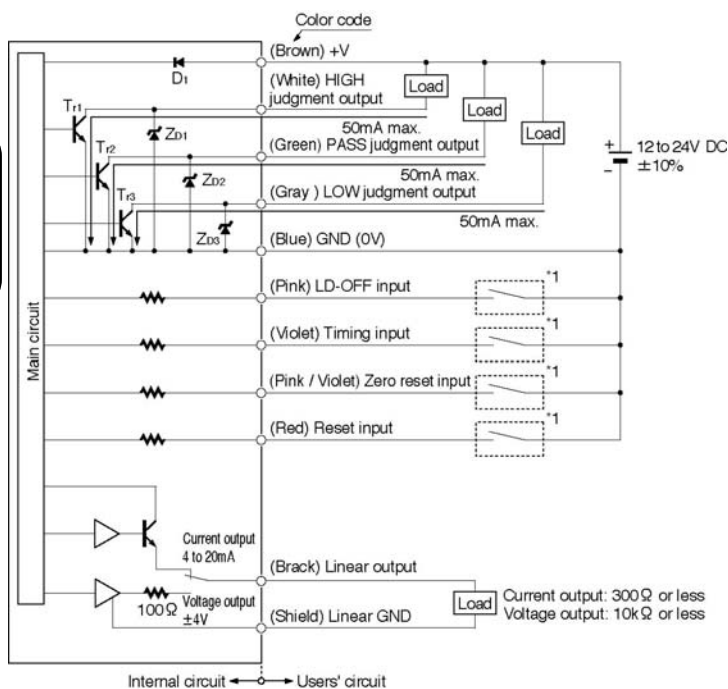 Color code
(Brown) +V
D1
(White) HIGH
judgment output
Load
Tr1
ZD1
50mA max.
Load
(Green) PASS judgment output
Tr2
Load
+
12 to 24V DC
±10%
−
50mA max.
ZD2
(Gray ) LOW judgment output
Tr3
50mA max.
ZD3
(Blue) GND (0V)
(Pink) LD-OFF input
*1
(Violet) Timing input
*1
Main circuit
(Pink / Violet) Zero reset input
*1
(Red) Reset input
*1
Current output
4 to 20mA
(Brack) Linear output
Load
Current output: 300Ω or less
Voltage output: 10kΩ or less
100Ω
Voltage output
±4V
(Shield) Linear GND
Internal circuit
Users' circuit